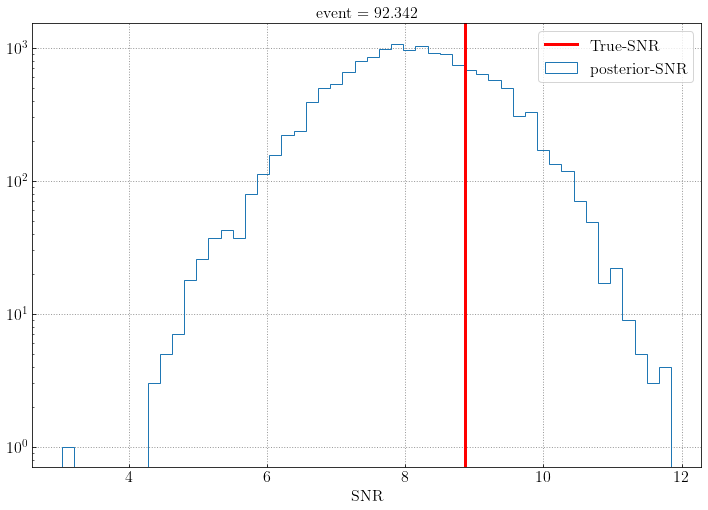 event = 92.342
True-SNR
posterior-SNR
10³
10²
10¹
10⁰
4 6 8 10 12
SNR